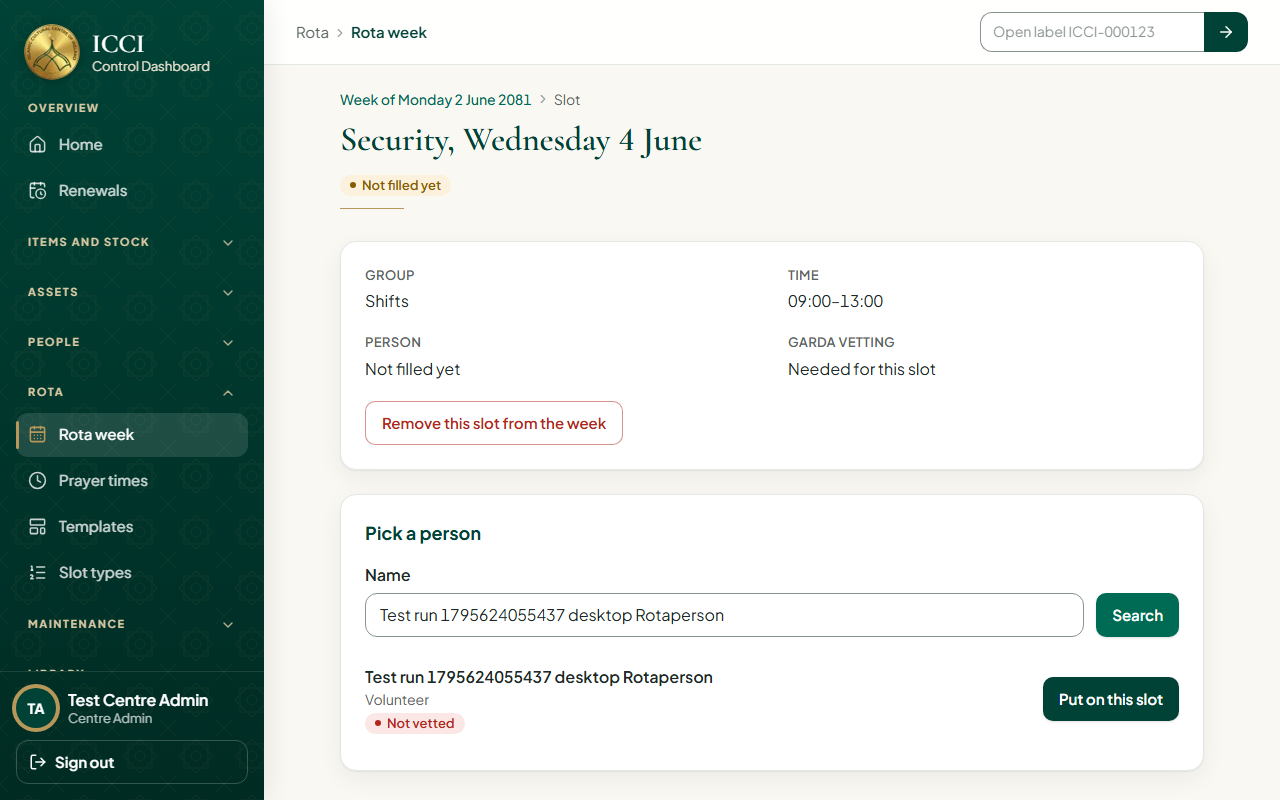 ICCI
Control Dashboard
OVERVIEW
Home
Renewals
ITEMS AND STOCK
ASSETS
PEOPLE
ROTA
Rota week
Prayer times
Templates
Slot types
MAINTENANCE
TA
Test Centre Admin
Centre Admin
Sign out
Rota
Rota week
Open label ICCI-000123
Week of Monday 2 June 2081
Slot
Security, Wednesday 4 June
Not filled yet
GROUP
Shifts
TIME
09:00–13:00
PERSON
Not filled yet
GARDA VETTING
Needed for this slot
Remove this slot from the week
Pick a person
Name
Test run 1795624055437 desktop Rotaperson
Search
Test run 1795624055437 desktop Rotaperson
Volunteer
Not vetted
Put on this slot